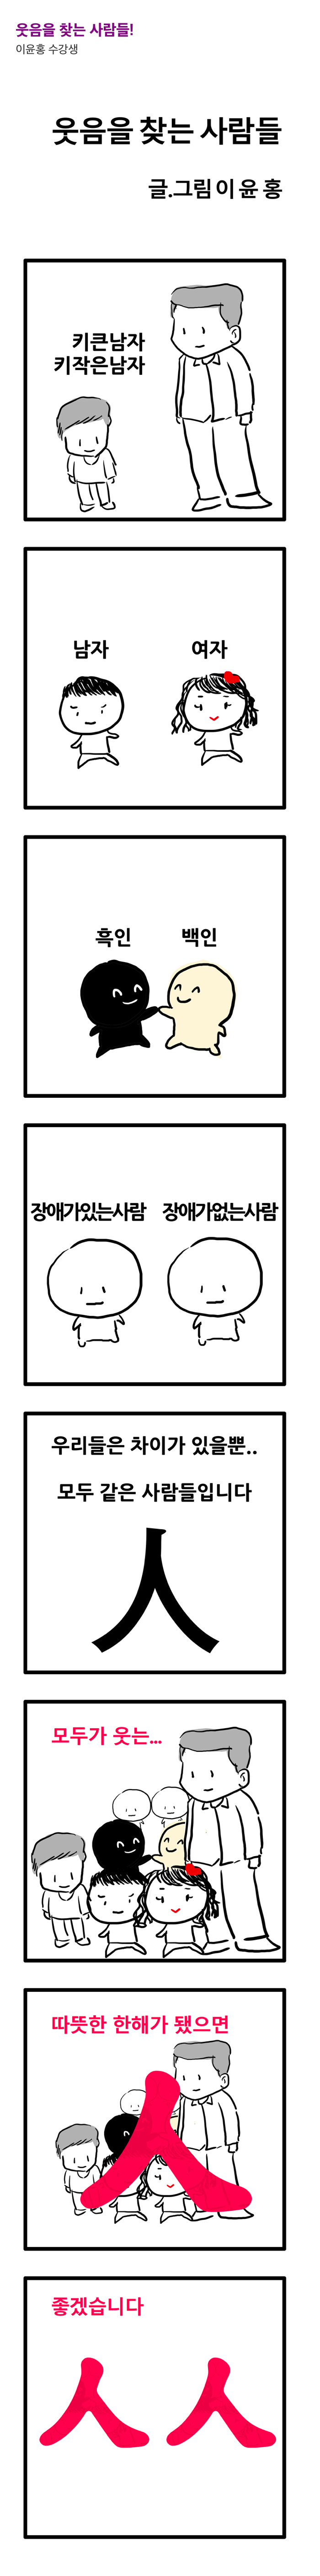 웃음을 찾는 사람들!
이윤홍 수강생
웃음을 찾는 사람들
글.그림 이 윤 홍
키큰남자
키작은남자
남자
여자
흑인
백인
장애가있는사람
장애가없는사람
우리들은 차이가 있을뿐..
모두 같은 사람들입니다
人
모두가 웃는...
따뜻한 한해가 됐으면
人
좋겠습니다
ㅅㅅ